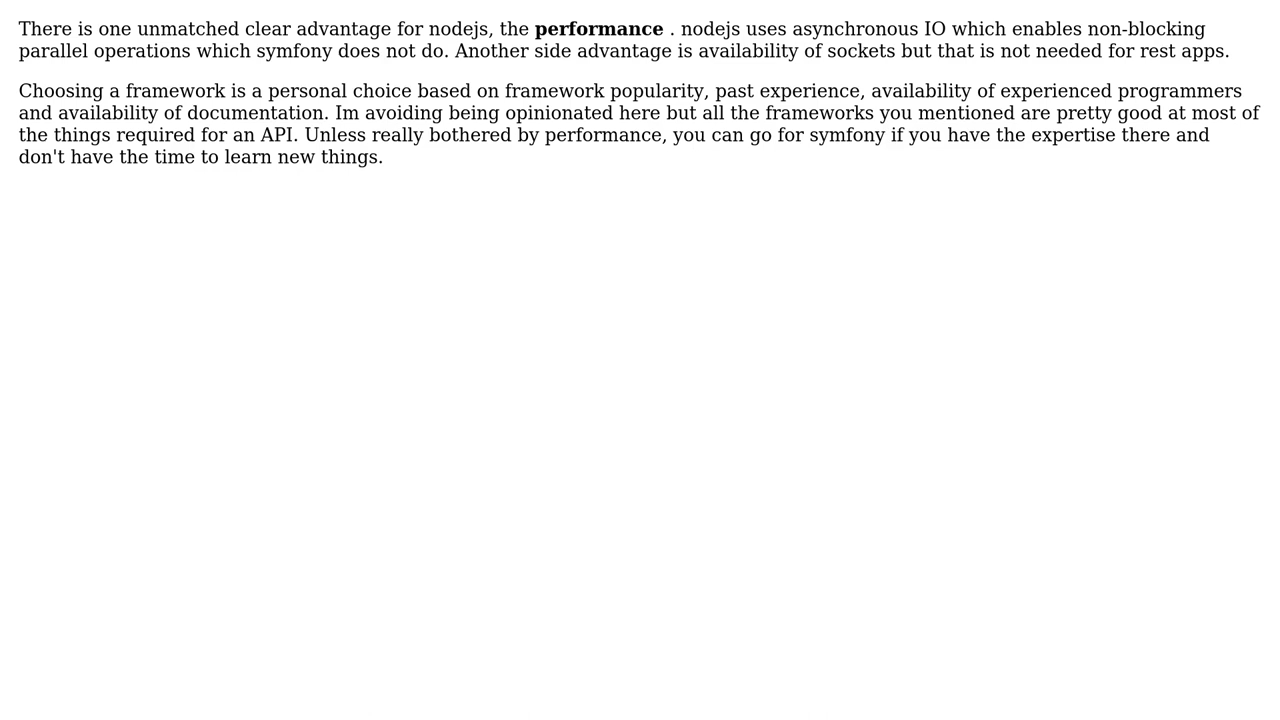 There is one unmatched clear advantage for nodejs, the performance . nodejs uses asynchronous IO which enables non-blocking
parallel operations which symfony does not do. Another side advantage is availability of sockets but that is not needed for rest apps.
Choosing a framework is a personal choice based on framework popularity, past experience, availability of experienced programmers
and availability of documentation. Im avoiding being opinionated here but all the frameworks you mentioned are pretty good at most of
the things required for an API. Unless really bothered by performance, you can go for symfony if you have the expertise there and
don't have the time to learn new things.